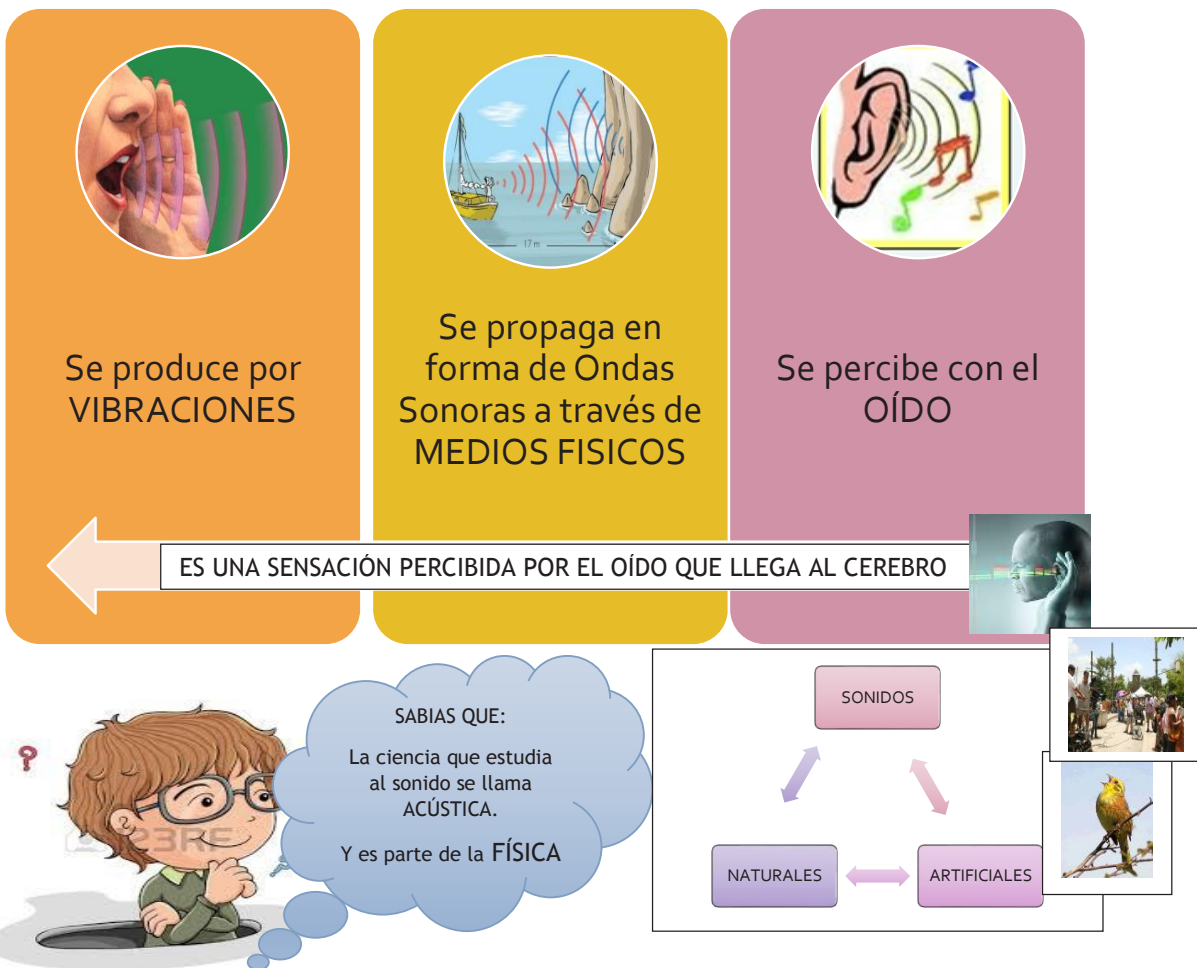 Se produce por
VIBRACIONES
17 m
Se propaga en
forma de Ondas
Sonoras a través de
MEDIOS FISICOS
Se percibe con el
OÍDO
ES UNA SENSACIÓN PERCIBIDA POR EL OÍDO QUE LLEGA AL CEREBRO
?
SABIAS QUE:
La ciencia que estudia
al sonido se llama
ACÚSTICA.
Y es parte de la FÍSICA
123RF
SONIDOS
NATURALES
ARTIFICIALES